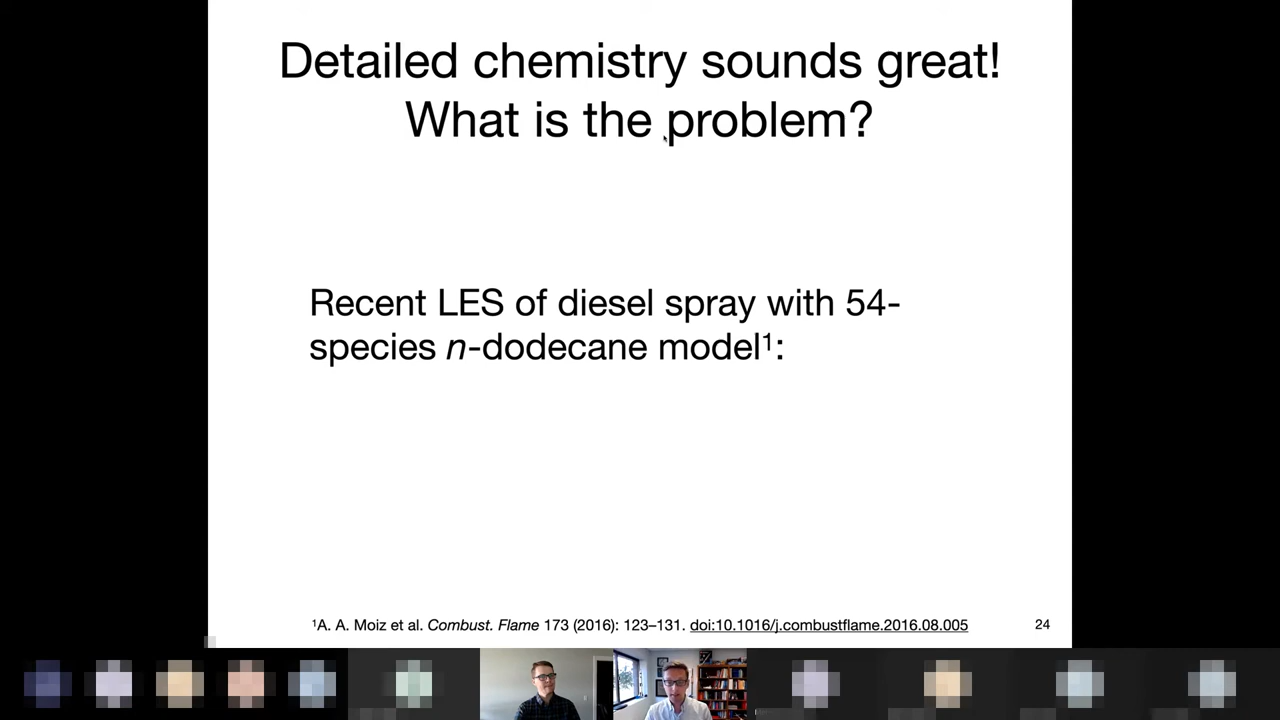 Detailed chemistry sounds great!
What is the problem?
Recent LES of diesel spray with 54-
species n-dodecane model¹:
¹A. A. Moiz et al. Combust. Flame 173 (2016): 123–131. doi:10.1016/j.combustflame.2016.08.005
24